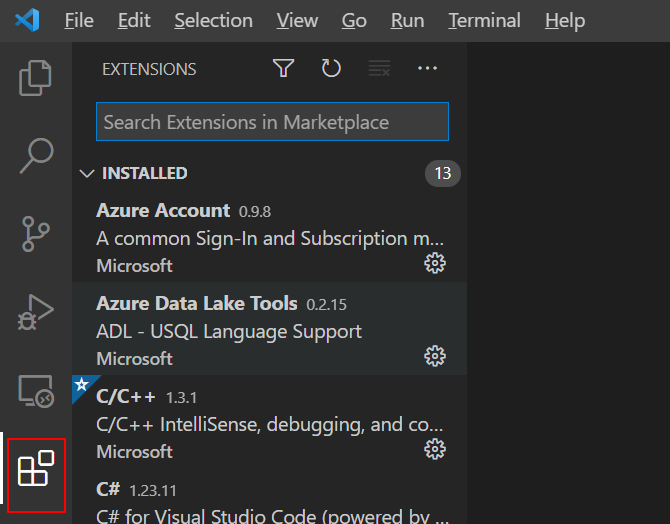 File Edit Selection View Go Run Terminal Help
EXTENSIONS
Search Extensions in Marketplace
INSTALLED 13
Azure Account 0.9.8
A common Sign-In and Subscription m...
Microsoft
Azure Data Lake Tools 0.2.15
ADL - USQL Language Support
Microsoft
C/C++ 1.3.1
C/C++ IntelliSense, debugging, and co...
Microsoft
C# 1.23.11
C# for Visual Studio Code (powered by ...